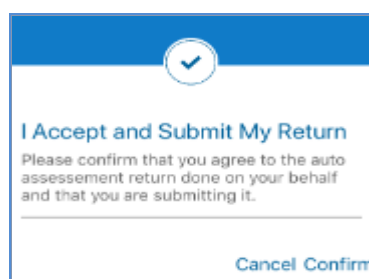 I Accept and Submit My Return
Please confirm that you agree to the auto
assessement return done on your behalf
and that you are submitting it.
Cancel Confirm